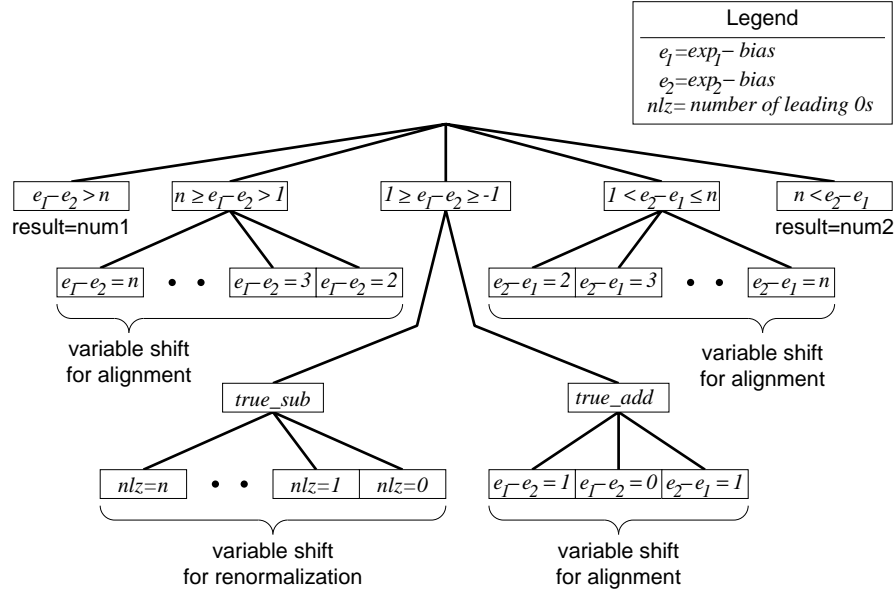 Legend
e₁=exp₁− bias
e₂=exp₂− bias
nlz= number of leading 0s
e₁−e₂ > n
n ≥ e₁−e₂ > 1
1 ≥ e₁−e₂ ≥ -1
1 < e₂−e₁ ≤ n
n < e₂−e₁
result=num1
result=num2
e₁−e₂ = n
• •
e₁−e₂ = 3
e₁−e₂ = 2
e₂−e₁ = 2
e₂−e₁ = 3
• •
e₂−e₁ = n
variable shift
for alignment
variable shift
for alignment
true_sub
true_add
nlz=n
• •
nlz=1
nlz=0
e₁−e₂ = 1
e₁−e₂ = 0
e₂−e₁ = 1
variable shift
for renormalization
variable shift
for alignment